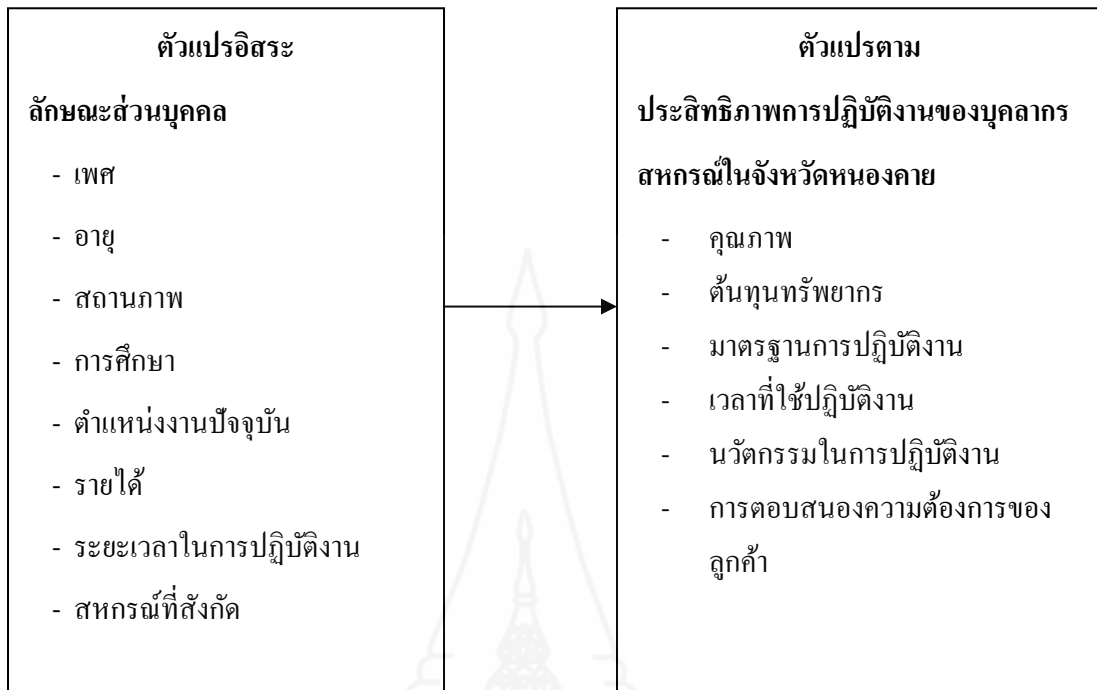 ตัวแปรอิสระ
ลักษณะส่วนบุคคล
- เพศ
- อายุ
- สถานภาพ
- การศึกษา
- ตำแหน่งงานปัจจุบัน
- รายได้
- ระยะเวลาในการปฏิบัติงาน
- สหกรณ์ที่สังกัด
ตัวแปรตาม
ประสิทธิภาพการปฏิบัติงานของบุคลากร
สหกรณ์ในจังหวัดหนองคาย
- คุณภาพ
- ต้นทุนทรัพยากร
- มาตรฐานการปฏิบัติงาน
- เวลาที่ใช้ปฏิบัติงาน
- นวัตกรรมในการปฏิบัติงาน
- การตอบสนองความต้องการของ
ลูกค้า